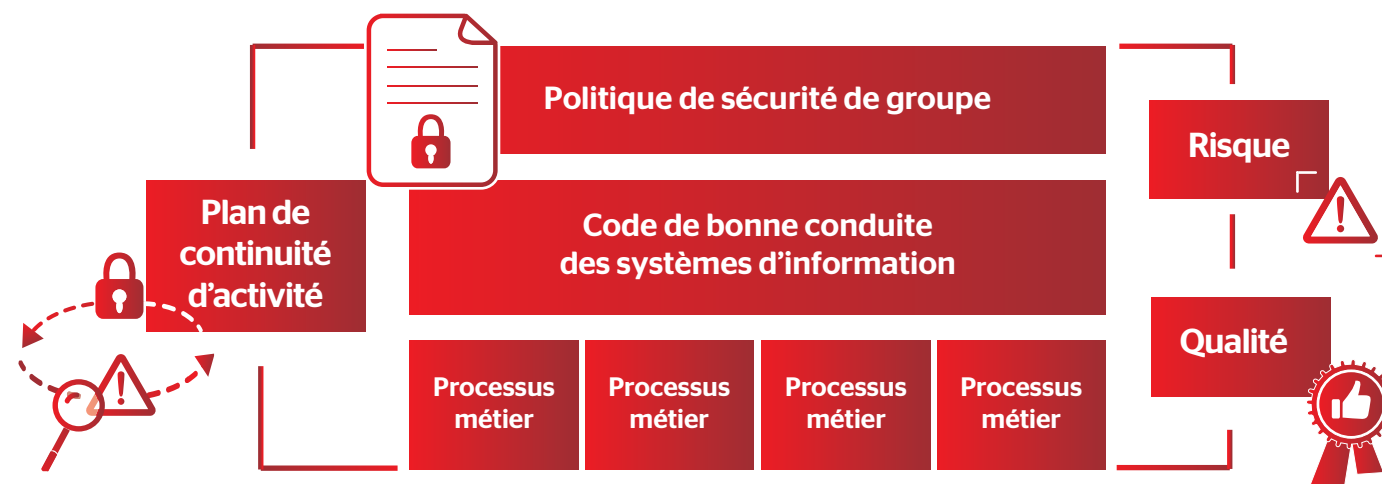 Politique de sécurité de groupe
Risque
Plan de
continuité
d’activité
Code de bonne conduite
des systèmes d’information
Qualité
Processus
métier
Processus
métier
Processus
métier
Processus
métier